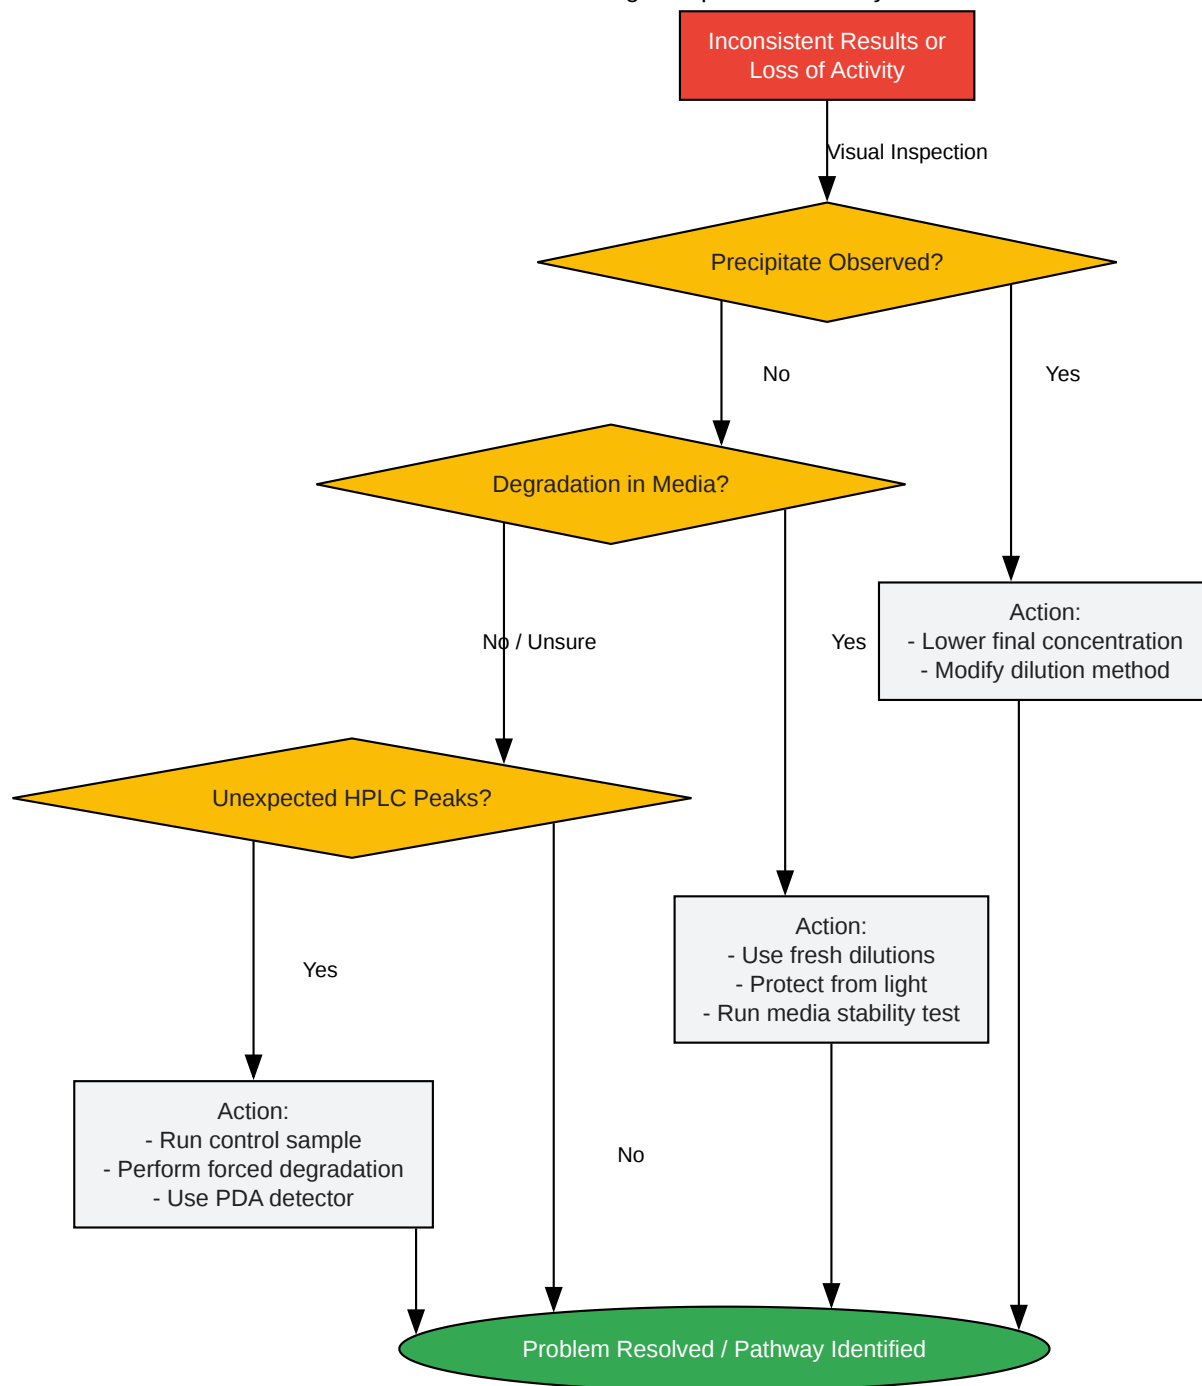 Inconsistent Results or
Loss of Activity
Visual Inspection
Precipitate Observed?
No
Yes
Degradation in Media?
No / Unsure
Yes
Action:
- Lower final concentration
- Modify dilution method
Unexpected HPLC Peaks?
Action:
- Use fresh dilutions
- Protect from light
- Run media stability test
Yes
Action:
- Run control sample
- Perform forced degradation
- Use PDA detector
No
Problem Resolved / Pathway Identified